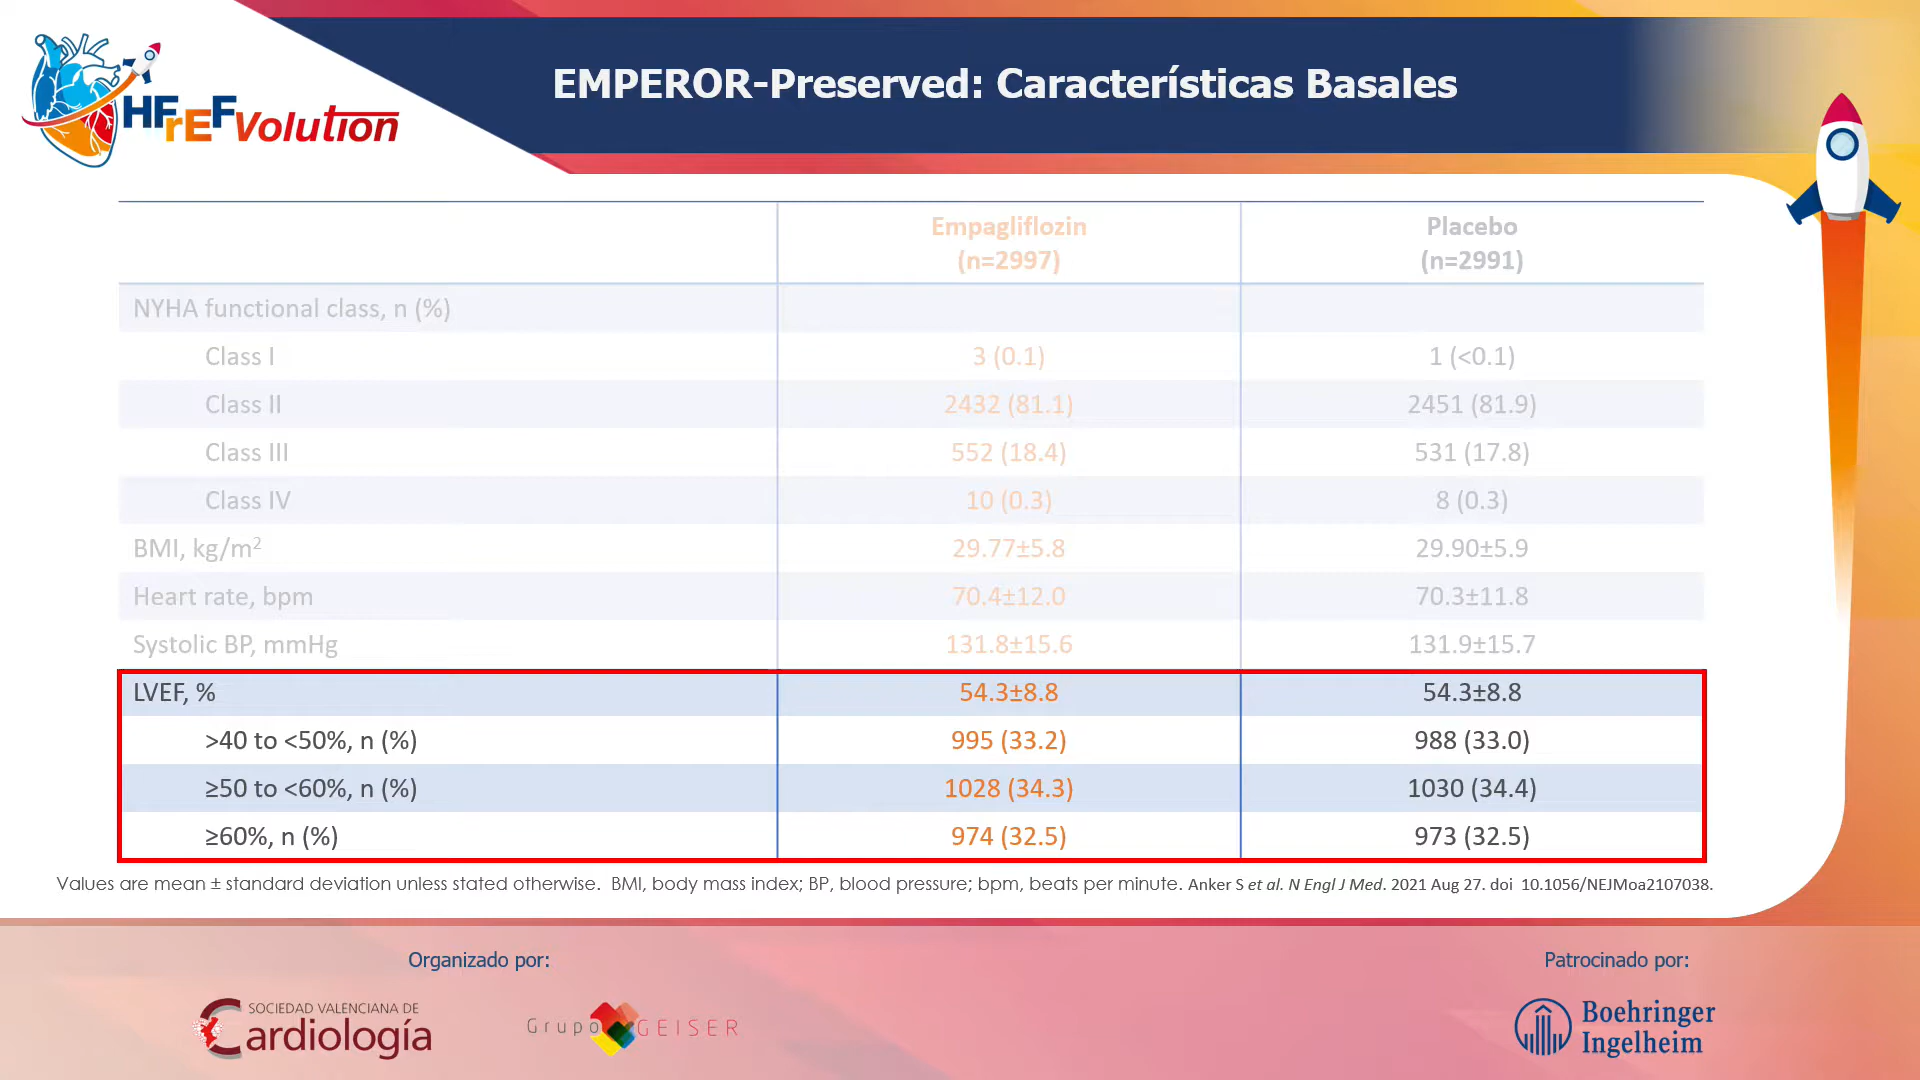 HFrEFVolution
EMPEROR-Preserved: Características Basales
Empagliflozin Placebo
(n=2997) (n=2991)
NYHA functional class, n (%)
Class I 3 (0.1) 1 (<0.1)
Class II 2432 (81.1) 2451 (81.9)
Class III 552 (18.4) 531 (17.8)
Class IV 10 (0.3) 8 (0.3)
BMI, kg/m² 29.77±5.8 29.90±5.9
Heart rate, bpm 70.4±12.0 70.3±11.8
Systolic BP, mmHg 131.8±15.6 131.9±15.7
LVEF, % 54.3±8.8 54.3±8.8
>40 to <50%, n (%) 995 (33.2) 988 (33.0)
≥50 to <60%, n (%) 1028 (34.3) 1030 (34.4)
≥60%, n (%) 974 (32.5) 973 (32.5)
Values are mean ± standard deviation unless stated otherwise. BMI, body mass index; BP, blood pressure; bpm, beats per minute. Anker S et al. N Engl J Med. 2021 Aug 27. doi 10.1056/NEJMoa2107038.
Organizado por: Patrocinado por:
SOCIEDAD VALENCIANA DE
Cardiología
Grupo GEISER
Boehringer
Ingelheim